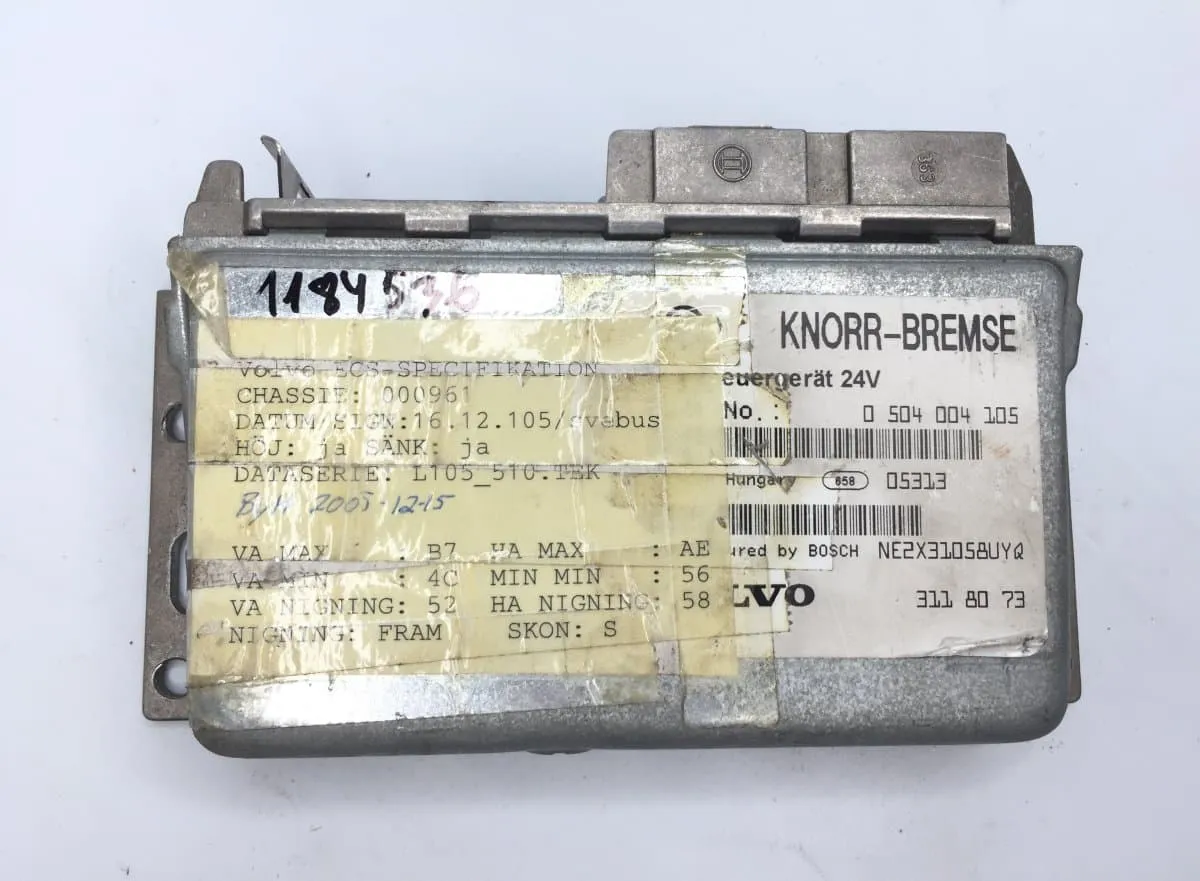 1184536
353
KNORR-BREMSE
euergerät 24V
No. : 0 504 004 105
Hungary 658 05313
ured by BOSCH NE2X31058UYQ
LVO 311 80 73
Volvo ECS-SPECIFIKATION
CHASSIE: 000961
DATUM/SIGN:16.12.105/svabus
HÖJ: ja SÄNK: ja
DATASERIE: L105_510.TEK
2005-12-15
VA MAX : B7 HA MAX : AE
VA MIN : 4C MIN MIN : 56
VA NIGNING: 52 HA NIGNING: 58
NIGNING: FRAM SKON: S